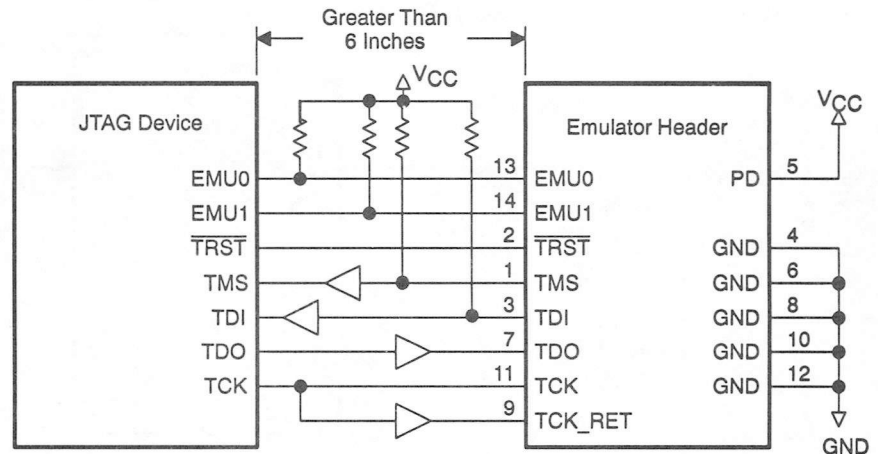 Greater Than
6 Inches
VCC
JTAG Device
Emulator Header
VCC
EMU0 13 EMU0 PD 5
EMU1 14 EMU1
TRST 2 TRST GND 4
TMS 1 TMS GND 6
TDI 3 TDI GND 8
TDO 7 TDO GND 10
TCK 11 TCK GND 12
9 TCK_RET
GND